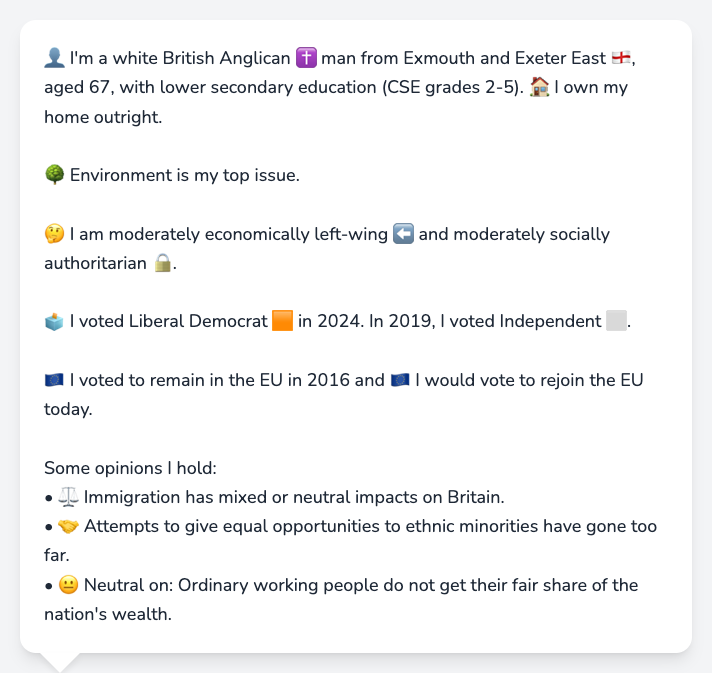 👤 I'm a white British Anglican ✝️ man from Exmouth and Exeter East 🏴󠁧󠁢󠁥󠁮󠁧󠁿,
aged 67, with lower secondary education (CSE grades 2-5). 🏠 I own my
home outright.
🌳 Environment is my top issue.
🤔 I am moderately economically left-wing ⬅️ and moderately socially
authoritarian 🔒.
🗳️ I voted Liberal Democrat 🟧 in 2024. In 2019, I voted Independent ⬜.
🇪🇺 I voted to remain in the EU in 2016 and 🇪🇺 I would vote to rejoin the EU
today.
Some opinions I hold:
• ⚖️ Immigration has mixed or neutral impacts on Britain.
• 🤝 Attempts to give equal opportunities to ethnic minorities have gone too
far.
• 😐 Neutral on: Ordinary working people do not get their fair share of the
nation's wealth.